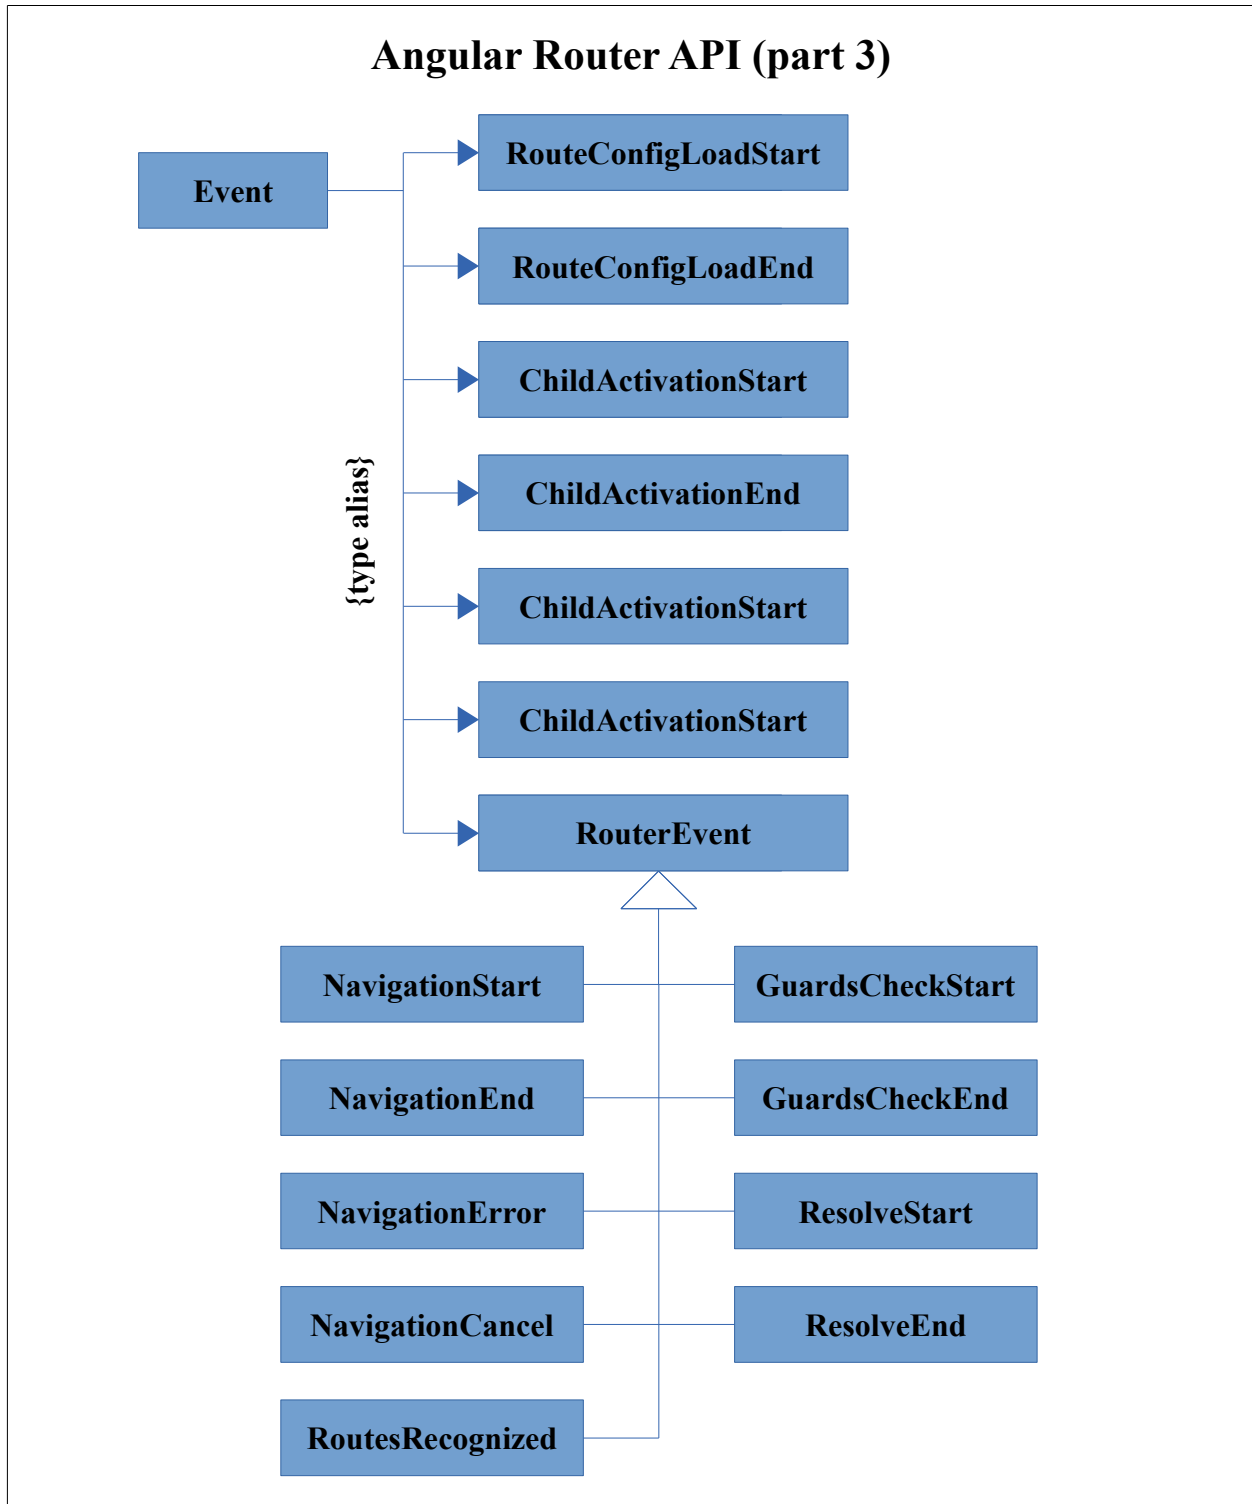 Angular Router API (part 3)
Event
RouteConfigLoadStart
RouteConfigLoadEnd
ChildActivationStart
ChildActivationEnd
ChildActivationStart
ChildActivationStart
RouterEvent
{type alias}
NavigationStart
GuardsCheckStart
NavigationEnd
GuardsCheckEnd
NavigationError
ResolveStart
NavigationCancel
ResolveEnd
RoutesRecognized